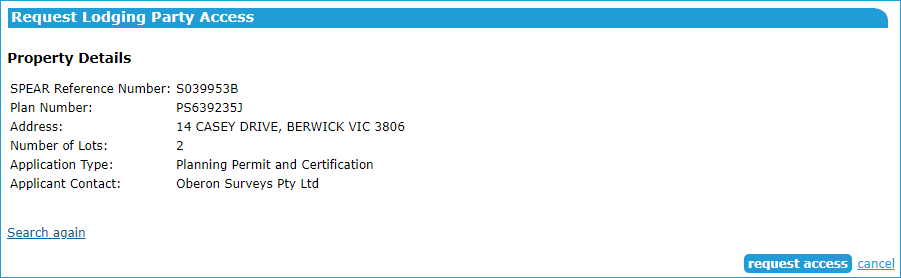 Request Lodging Party Access
Property Details
SPEAR Reference Number: S039953B
Plan Number: PS639235J
Address: 14 CASEY DRIVE, BERWICK VIC 3806
Number of Lots: 2
Application Type: Planning Permit and Certification
Applicant Contact: Oberon Surveys Pty Ltd
Search again
request access cancel